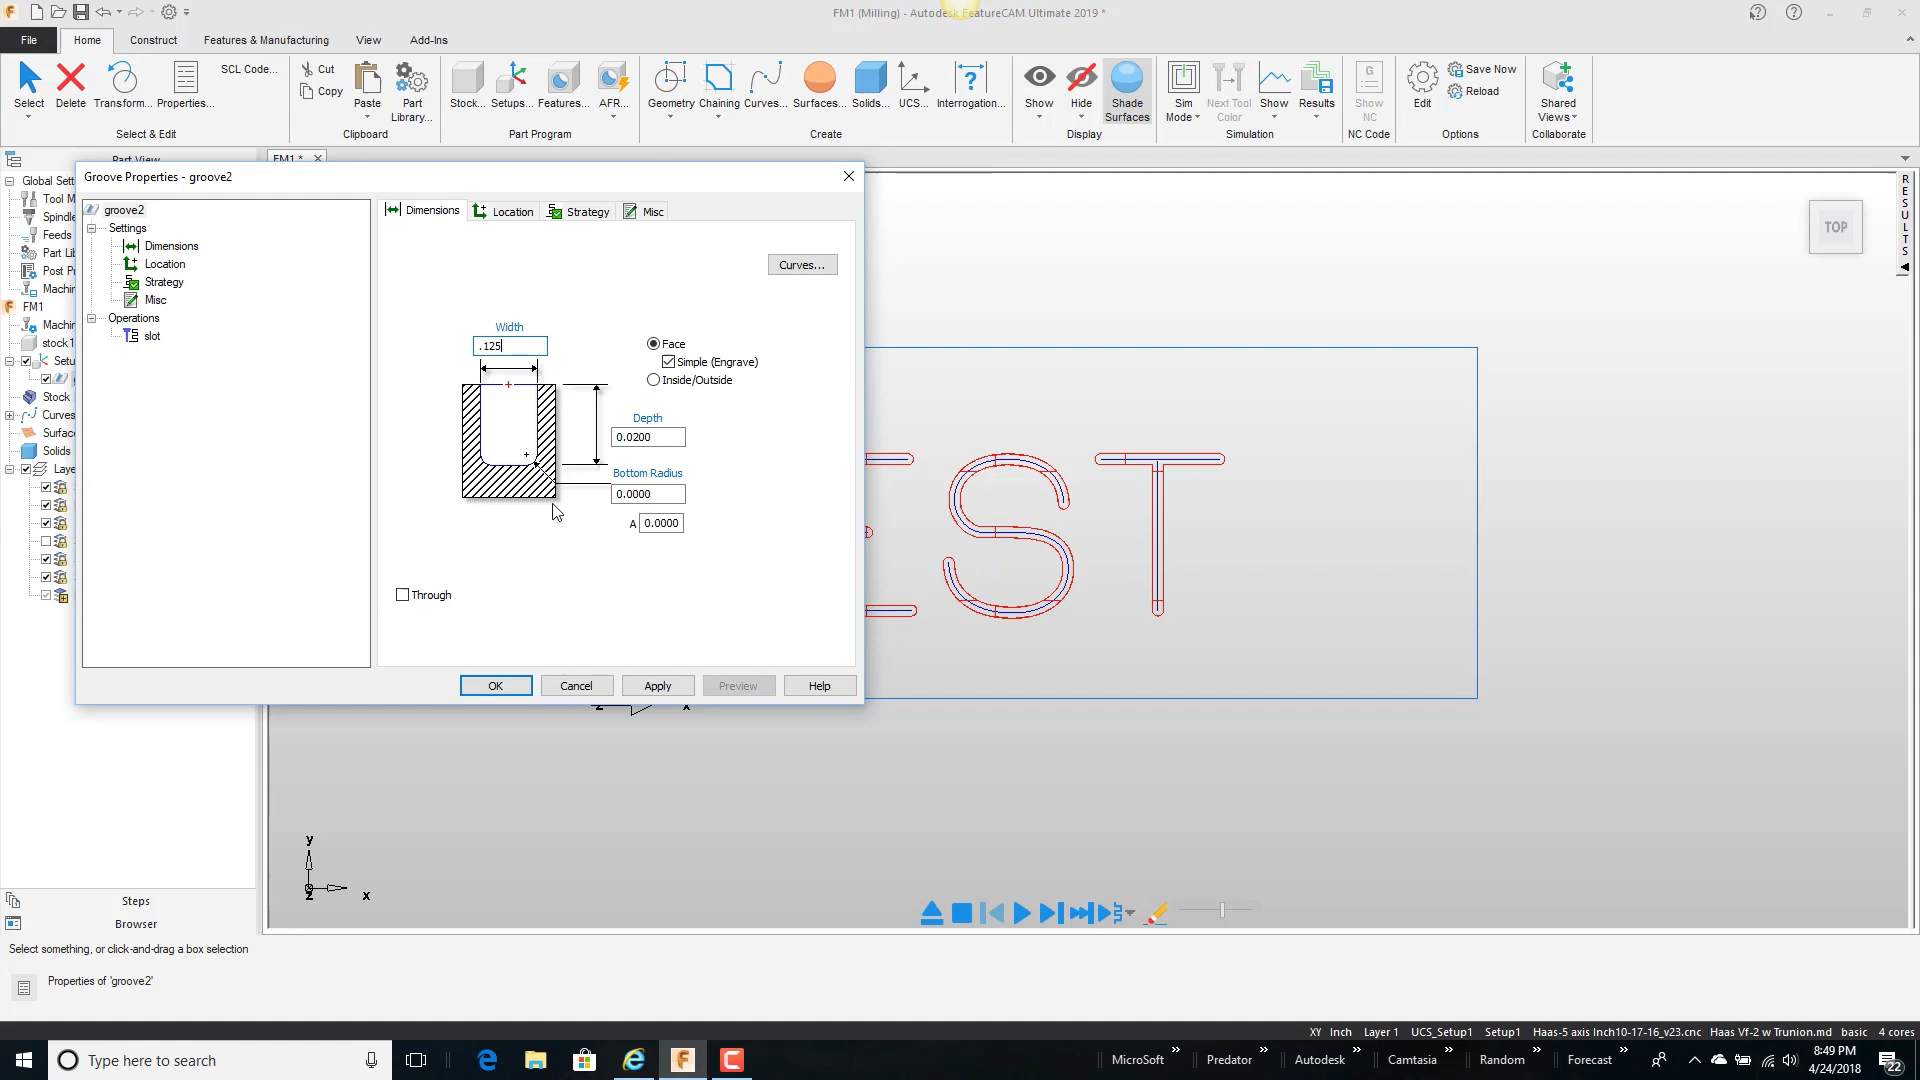 FM1 (Milling) - Autodesk FeatureCAM Ultimate 2019 *
File
Home
Construct
Features & Manufacturing
View
Add-Ins
Select
Delete
Transform...
Properties...
SCL Code...
Select & Edit
Cut
Copy
Paste
Part Library...
Clipboard
Stock...
Setups...
Features...
AFR...
Part Program
Geometry
Chaining
Curves...
Surfaces...
Solids...
UCS...
Interrogation...
Create
Show
Hide
Shade Surfaces
Display
Sim Mode
Next Tool Color
Show
Results
Simulation
G
Show NC
NC Code
Edit
Save Now
Reload
Options
Shared Views
Collaborate
Part View
FM1 *
Global Sett
Tool M
Spindle
Feeds
Part Lib
Post Pr
Machin
FM1
Machin
stock1
Setu
Stock
Curves
Surfac
Solids
Laye
Groove Properties - groove2
groove2
Settings
Dimensions
Location
Strategy
Misc
Operations
slot
Dimensions
Location
Strategy
Misc
Curves...
Width
.125
Face
Simple (Engrave)
Inside/Outside
Depth
0.0200
Bottom Radius
0.0000
A 0.0000
Through
OK
Cancel
Apply
Preview
Help
RESULTS
TOP
EST
Z
X
y
z
x
Steps
Browser
Select something, or click-and-drag a box selection
Properties of 'groove2'
XY Inch Layer 1 UCS_Setup1 Setup1 Haas-5 axis Inch10-17-16_v23.cnc Haas Vf-2 w Trunion.md basic 4 cores
Type here to search
MicroSoft
Predator
Autodesk
Camtasia
Random
Forecast
8:49 PM
4/24/2018
22